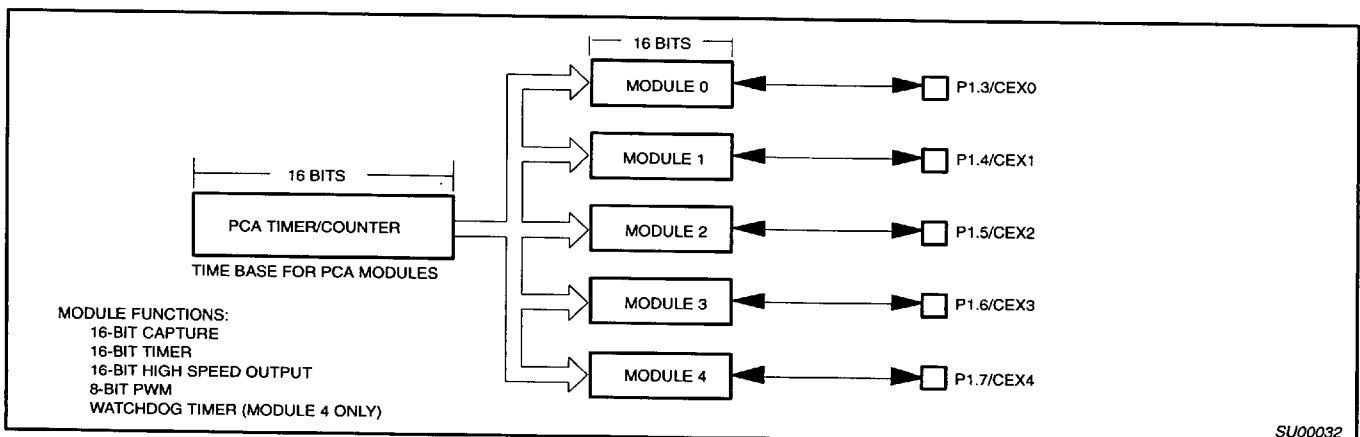 16 BITS
MODULE 0
P1.3/CEX0
MODULE 1
P1.4/CEX1
16 BITS
PCA TIMER/COUNTER
MODULE 2
P1.5/CEX2
TIME BASE FOR PCA MODULES
MODULE 3
P1.6/CEX3
MODULE FUNCTIONS:
16-BIT CAPTURE
16-BIT TIMER
16-BIT HIGH SPEED OUTPUT
8-BIT PWM
WATCHDOG TIMER (MODULE 4 ONLY)
MODULE 4
P1.7/CEX4
SU00032